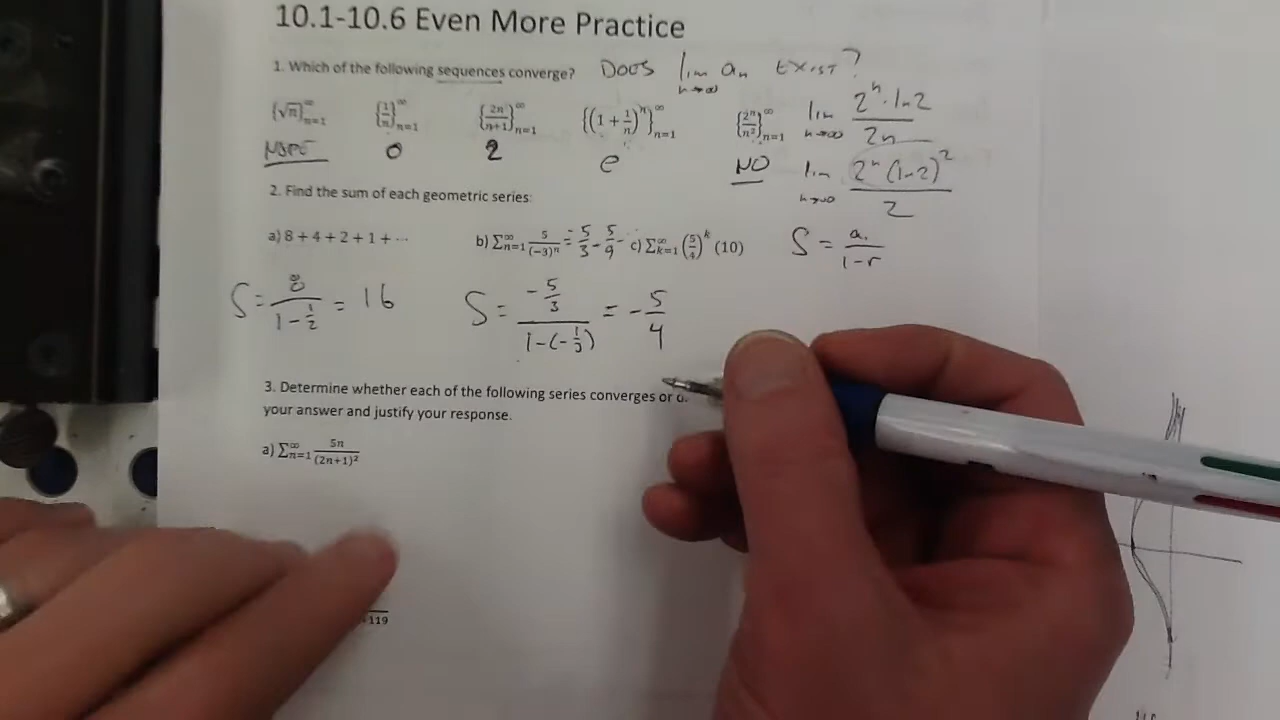 10.1-10.6 Even More Practice
1. Which of the following sequences converge? DOES lim n→∞ an EXIST?
{√n}∞n=1 {1/n}∞n=1 {2n/(n+1)}∞n=1 {(1 + 1/n)^n}∞n=1 {2^n/n^2}∞n=1 lim n→∞ 2^n · ln2 / 2n
0 2 e NO lim n→∞ 2^n (ln2)^2 / 2
2. Find the sum of each geometric series:
a) 8 + 4 + 2 + 1 + ⋯ b) ∑∞n=1 5/(-3)^n = -5/3 - 5/9 - c) ∑∞k=1 (5/4)^k (10) S = a1/(1-r)
S = 8/(1 - 1/2) = 16 S = (-5/3)/(1-(-1/3)) = -5/4
3. Determine whether each of the following series converges or
your answer and justify your response.
a) ∑∞n=1 5n/(2n+1)^2
119